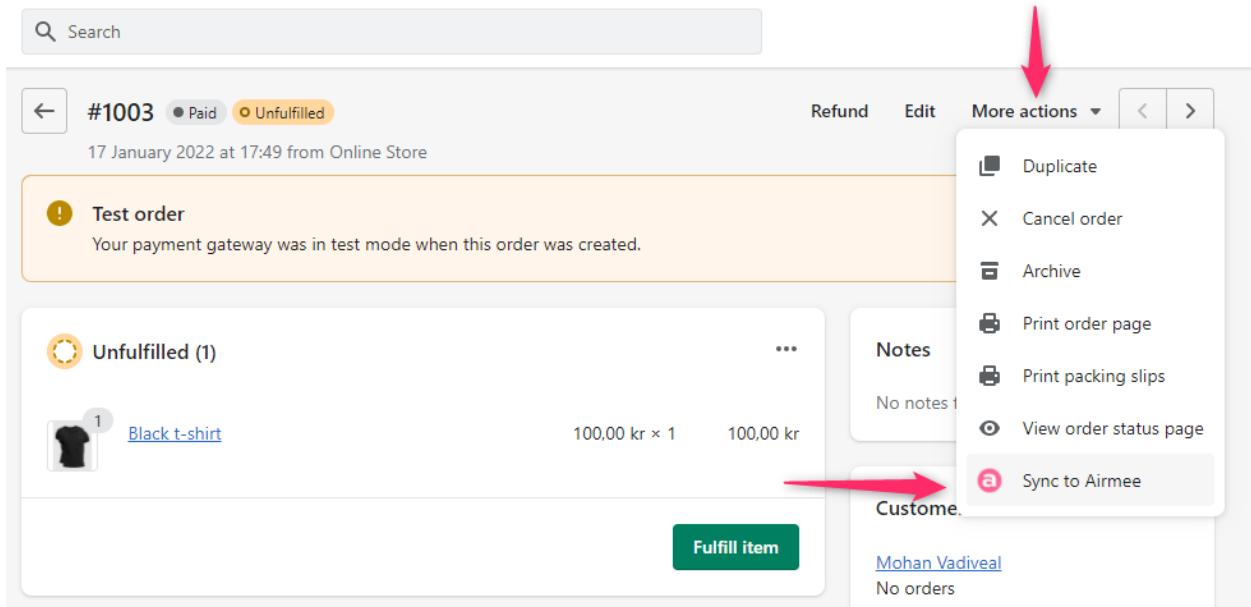 Search
#1003 Paid Unfulfilled
Refund Edit More actions
17 January 2022 at 17:49 from Online Store
Duplicate
Cancel order
Archive
Print order page
Print packing slips
View order status page
a Sync to Airmee
! Test order
Your payment gateway was in test mode when this order was created.
Unfulfilled (1)
1
Black t-shirt 100,00 kr × 1 100,00 kr
Fulfill item
Notes
No notes
Custome
Mohan Vadiveal
No orders